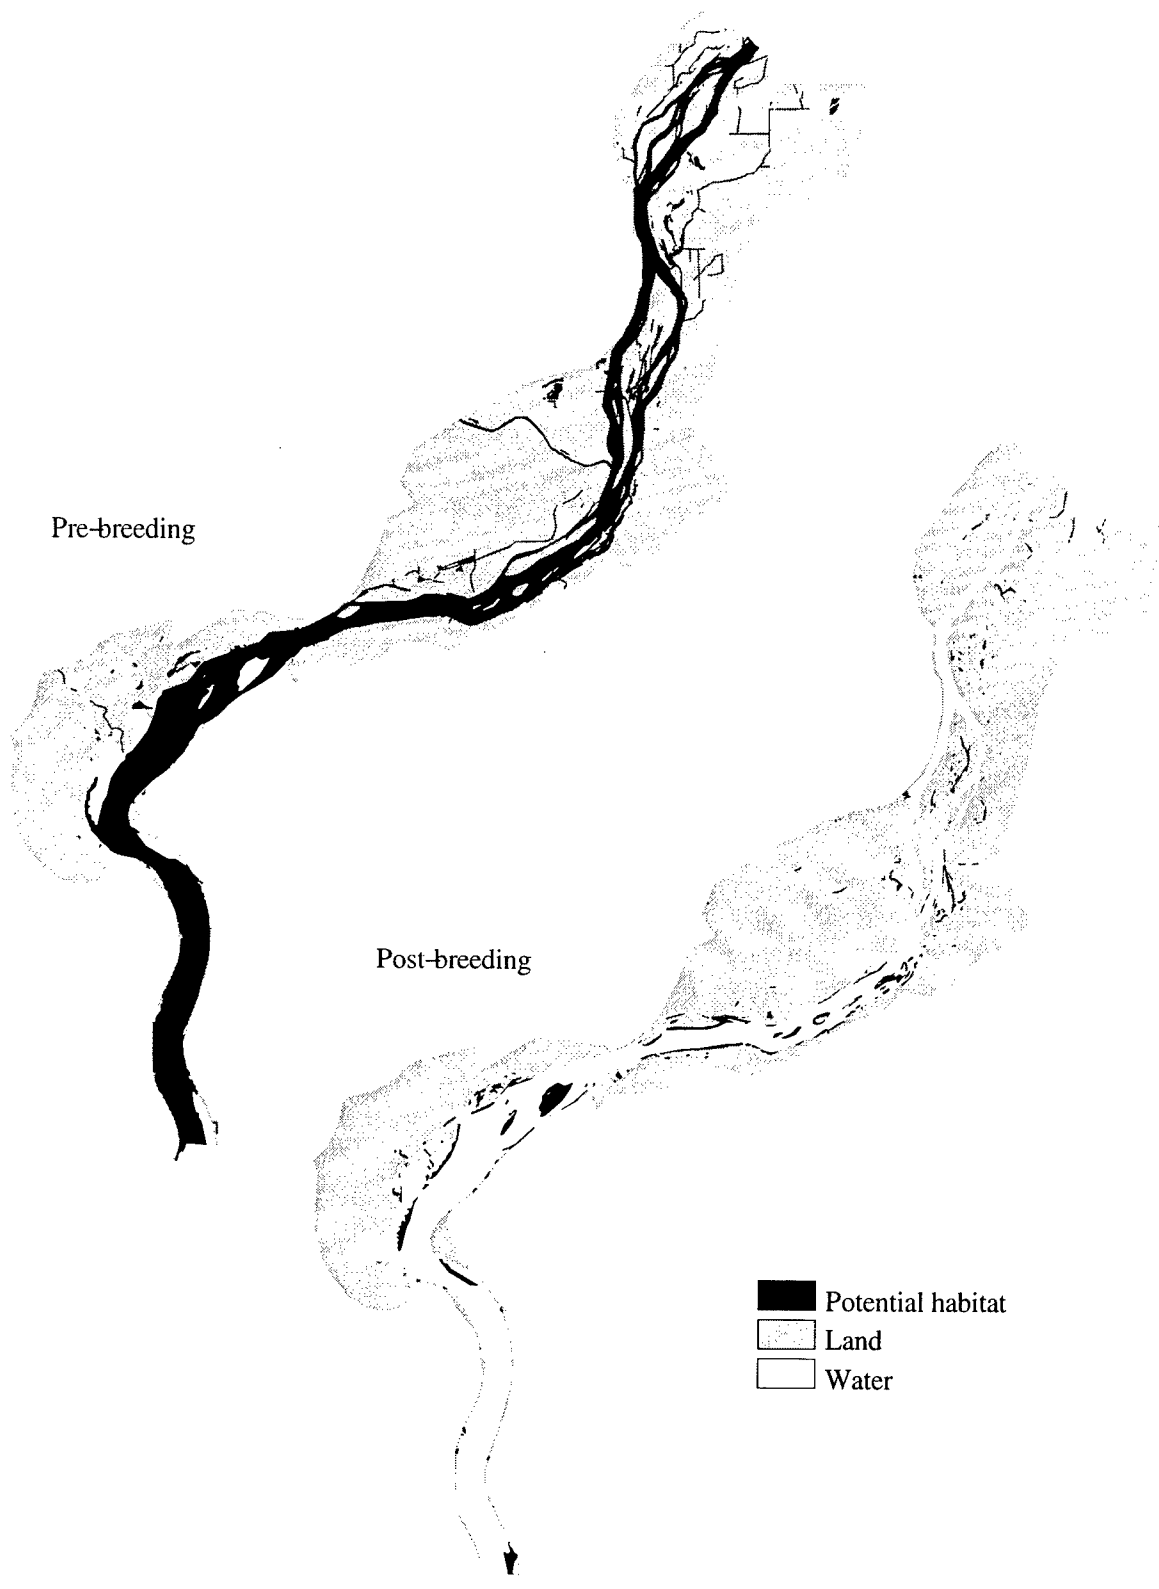 Pre-breeding
Post-breeding
Potential habitat
Land
Water